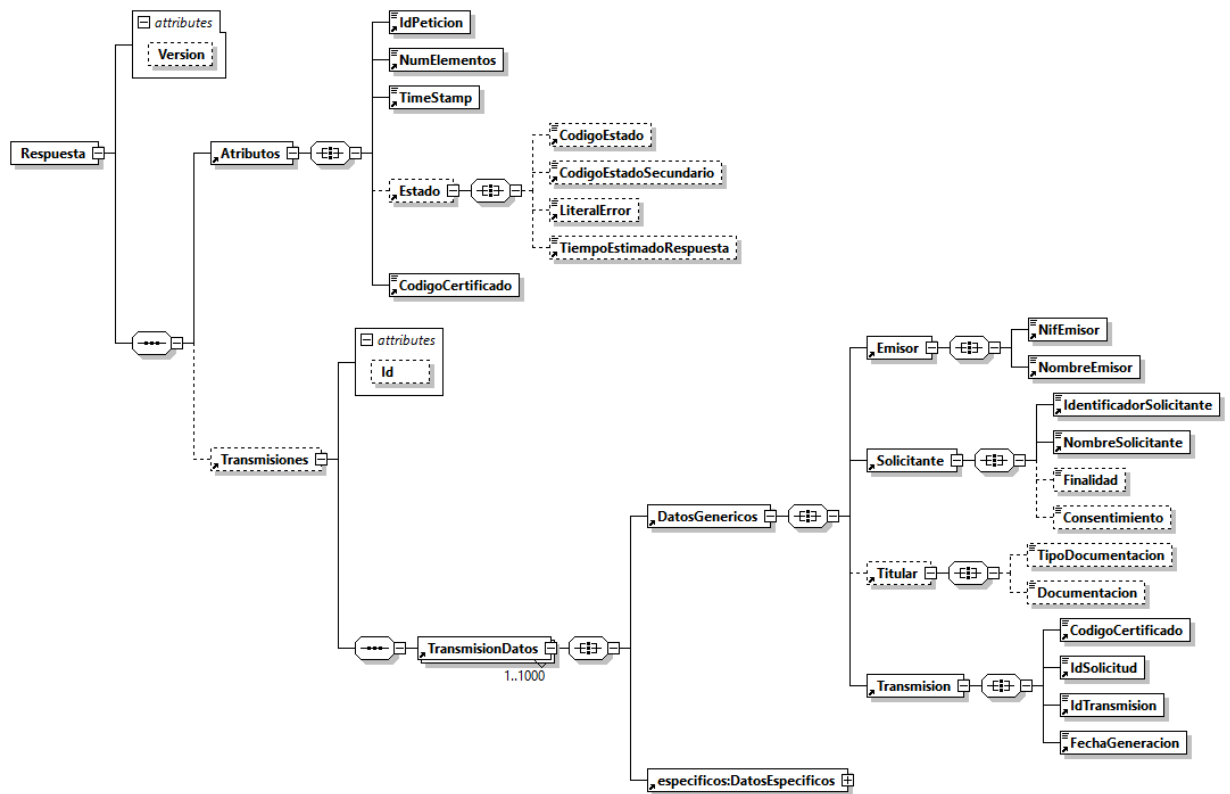 attributes
Version
IdPeticion
NumElementos
TimeStamp
Respuesta
Atributos
CodigoEstado
CodigoEstadoSecundario
Estado
LiteralError
TiempoEstimadoRespuesta
CodigoCertificado
attributes
Id
Transmisiones
NifEmisor
Emisor
NombreEmisor
IdentificadorSolicitante
NombreSolicitante
Solicitante
Finalidad
Consentimiento
DatosGenericos
TipoDocumentacion
Titular
Documentacion
CodigoCertificado
TransmisionDatos
1..1000
IdSolicitud
Transmision
IdTransmision
FechaGeneracion
especificos:DatosEspecificos